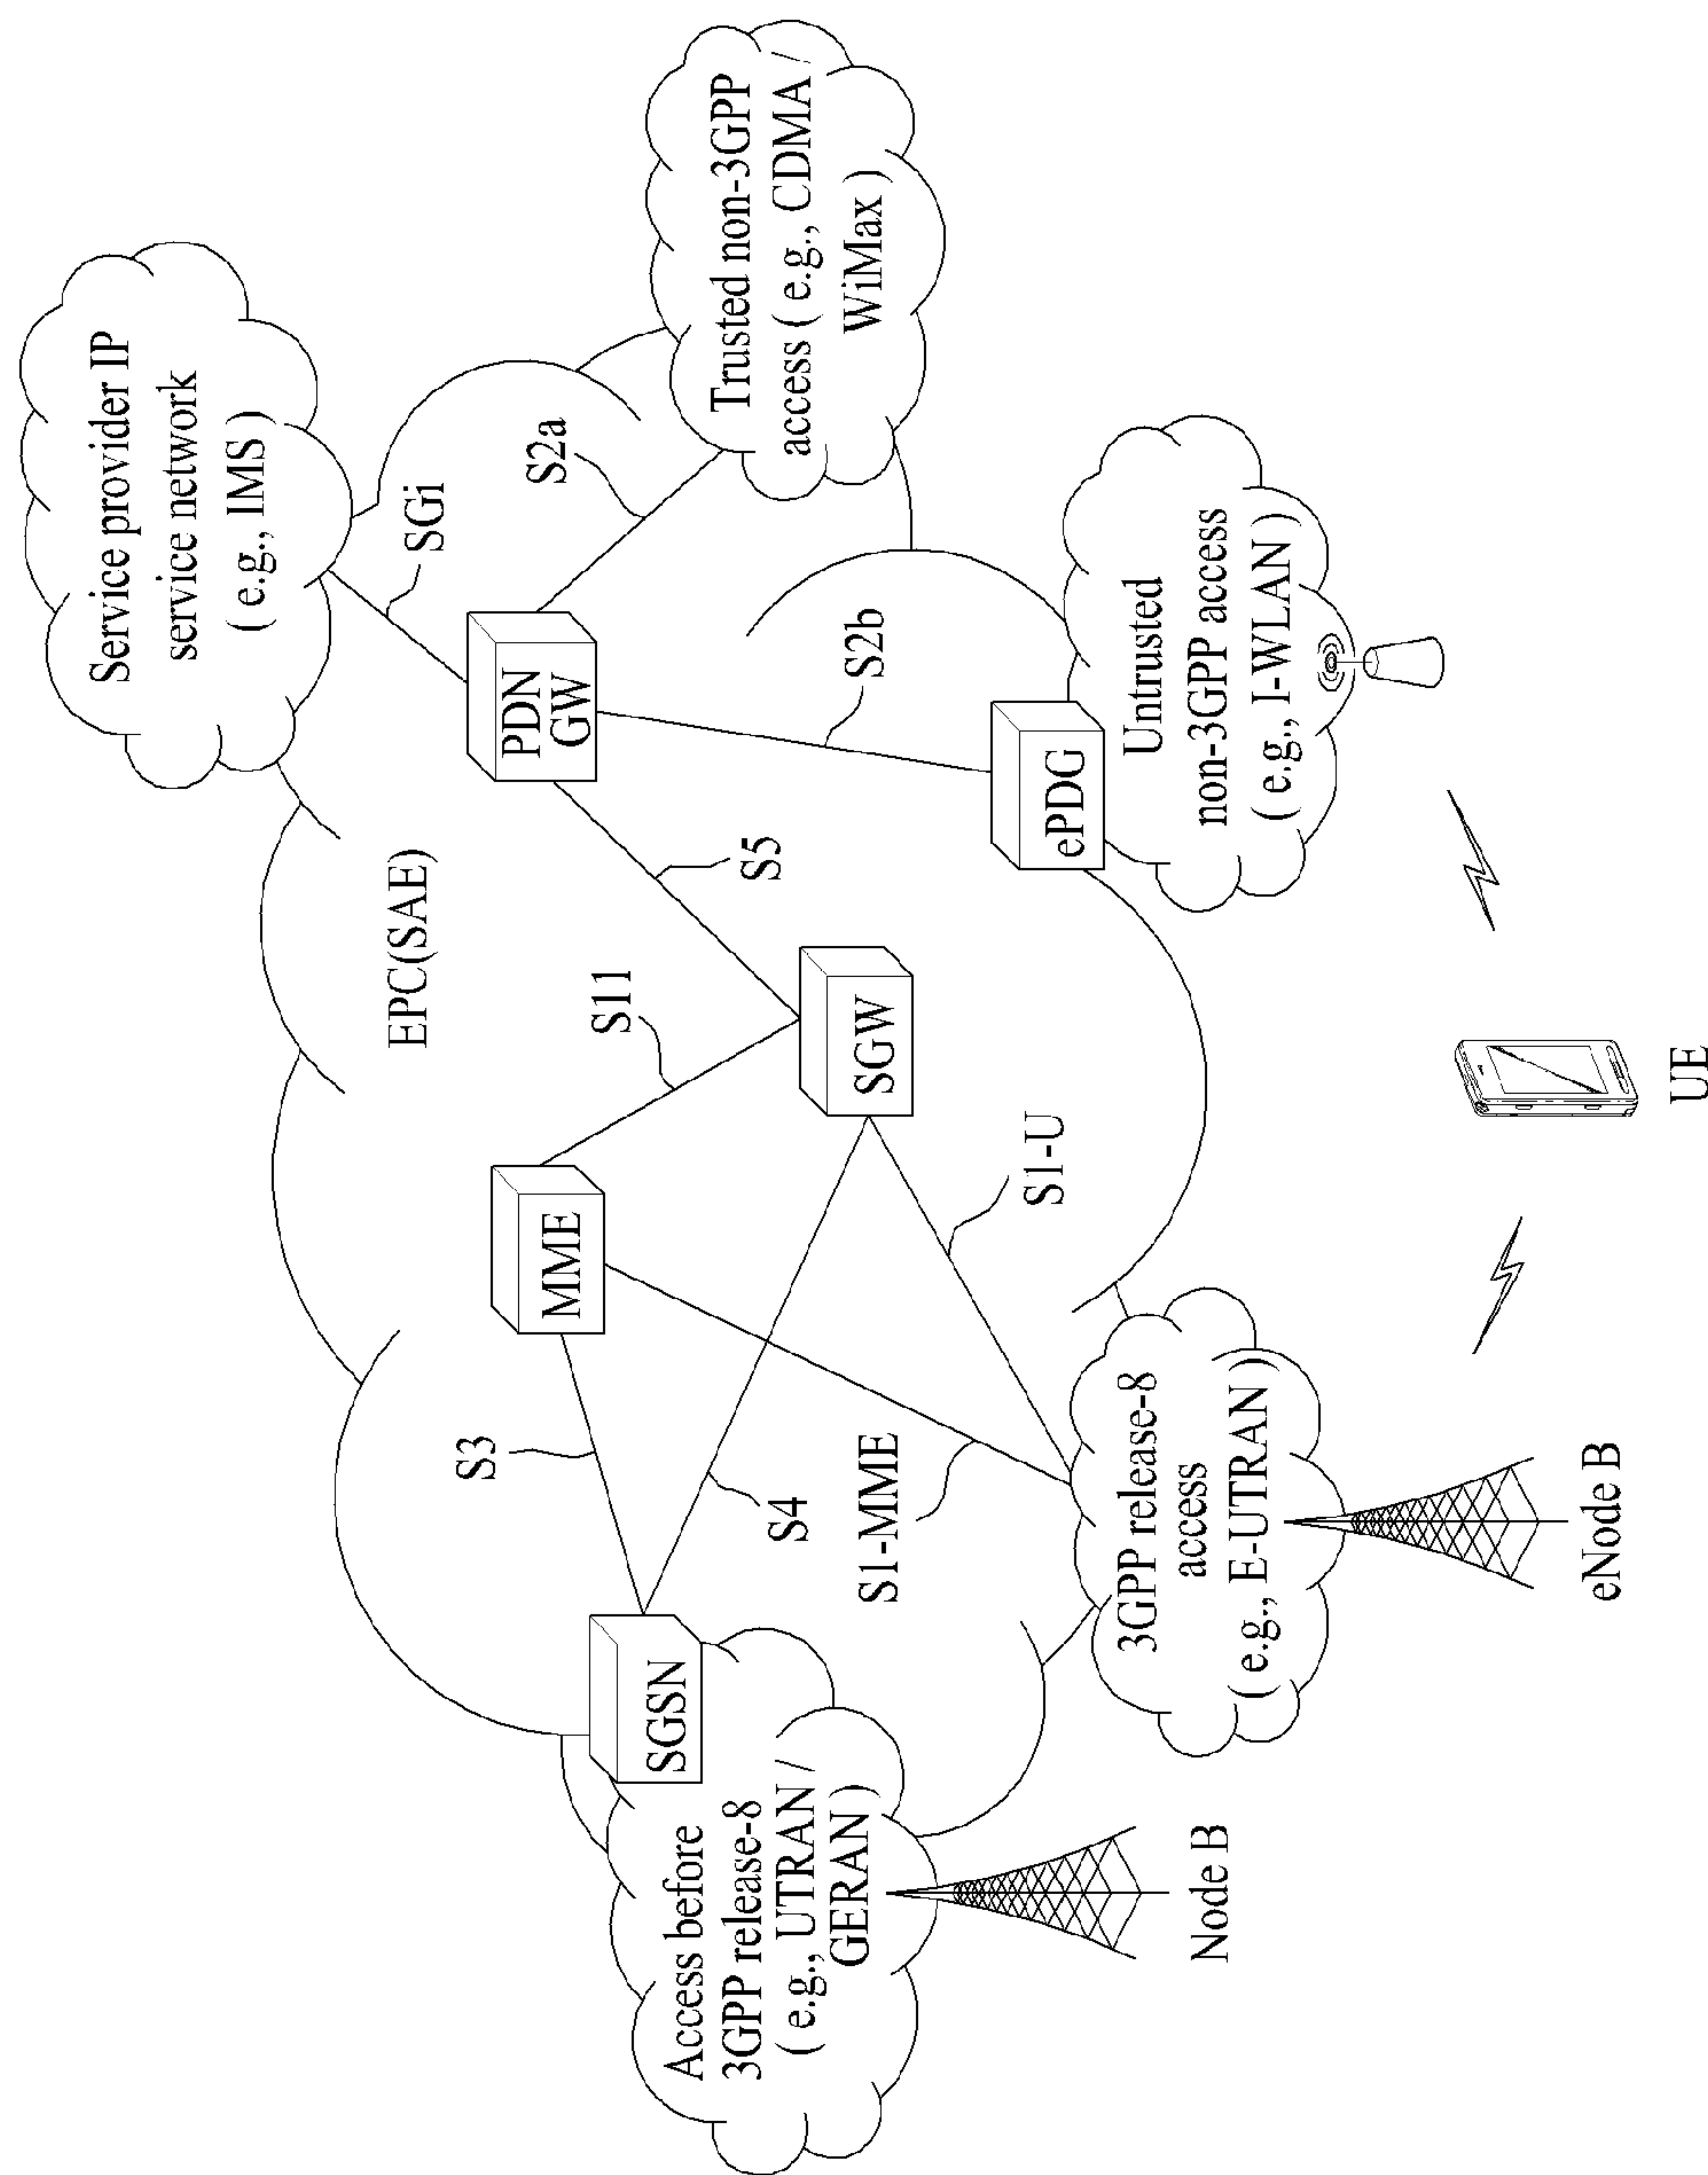 Service provider IP
service network
( e.g., IMS )
SGi
EPC(SAE)
S2a
PDN
GW
Trusted non-3GPP
access ( e.g., CDMA /
WiMax )
S11
S5
S2b
MME
S3
SGSN
SGW
S4
Access before
3GPP release-8
( e.g., UTRAN /
GERAN )
S1-MME
S1-U
ePDG
Untrusted
non-3GPP access
( e.g., I-WLAN )
3GPP release-8
access
( e.g., E-UTRAN )
Node B
eNode B
UE